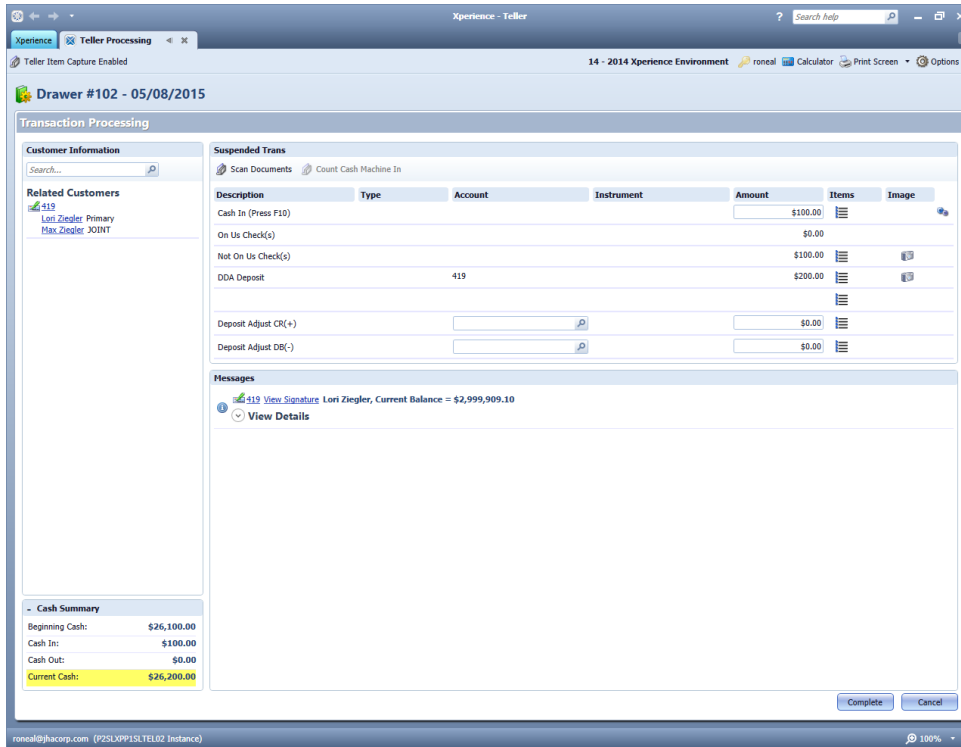 Xperience - Teller
? Search help
Xperience Teller Processing
Teller Item Capture Enabled
14 - 2014 Xperience Environment roneal Calculator Print Screen Options
Drawer #102 - 05/08/2015
Transaction Processing
Customer Information
Search...
Related Customers
419
Lori Ziegler Primary
Max Ziegler JOINT
Suspended Trans
Scan Documents Count Cash Machine In
Description Type Account Instrument Amount Items Image
Cash In (Press F10) $100.00
On Us Check(s) $0.00
Not On Us Check(s) $100.00
DDA Deposit 419 $200.00
Deposit Adjust CR(+) $0.00
Deposit Adjust DB(-) $0.00
Messages
419 View Signature Lori Ziegler, Current Balance = $2,999,909.10
View Details
- Cash Summary
Beginning Cash: $26,100.00
Cash In: $100.00
Cash Out: $0.00
Current Cash: $26,200.00
Complete Cancel
roneal@jhacorp.com (P2SLXPP1SLTEL02 Instance) 100%